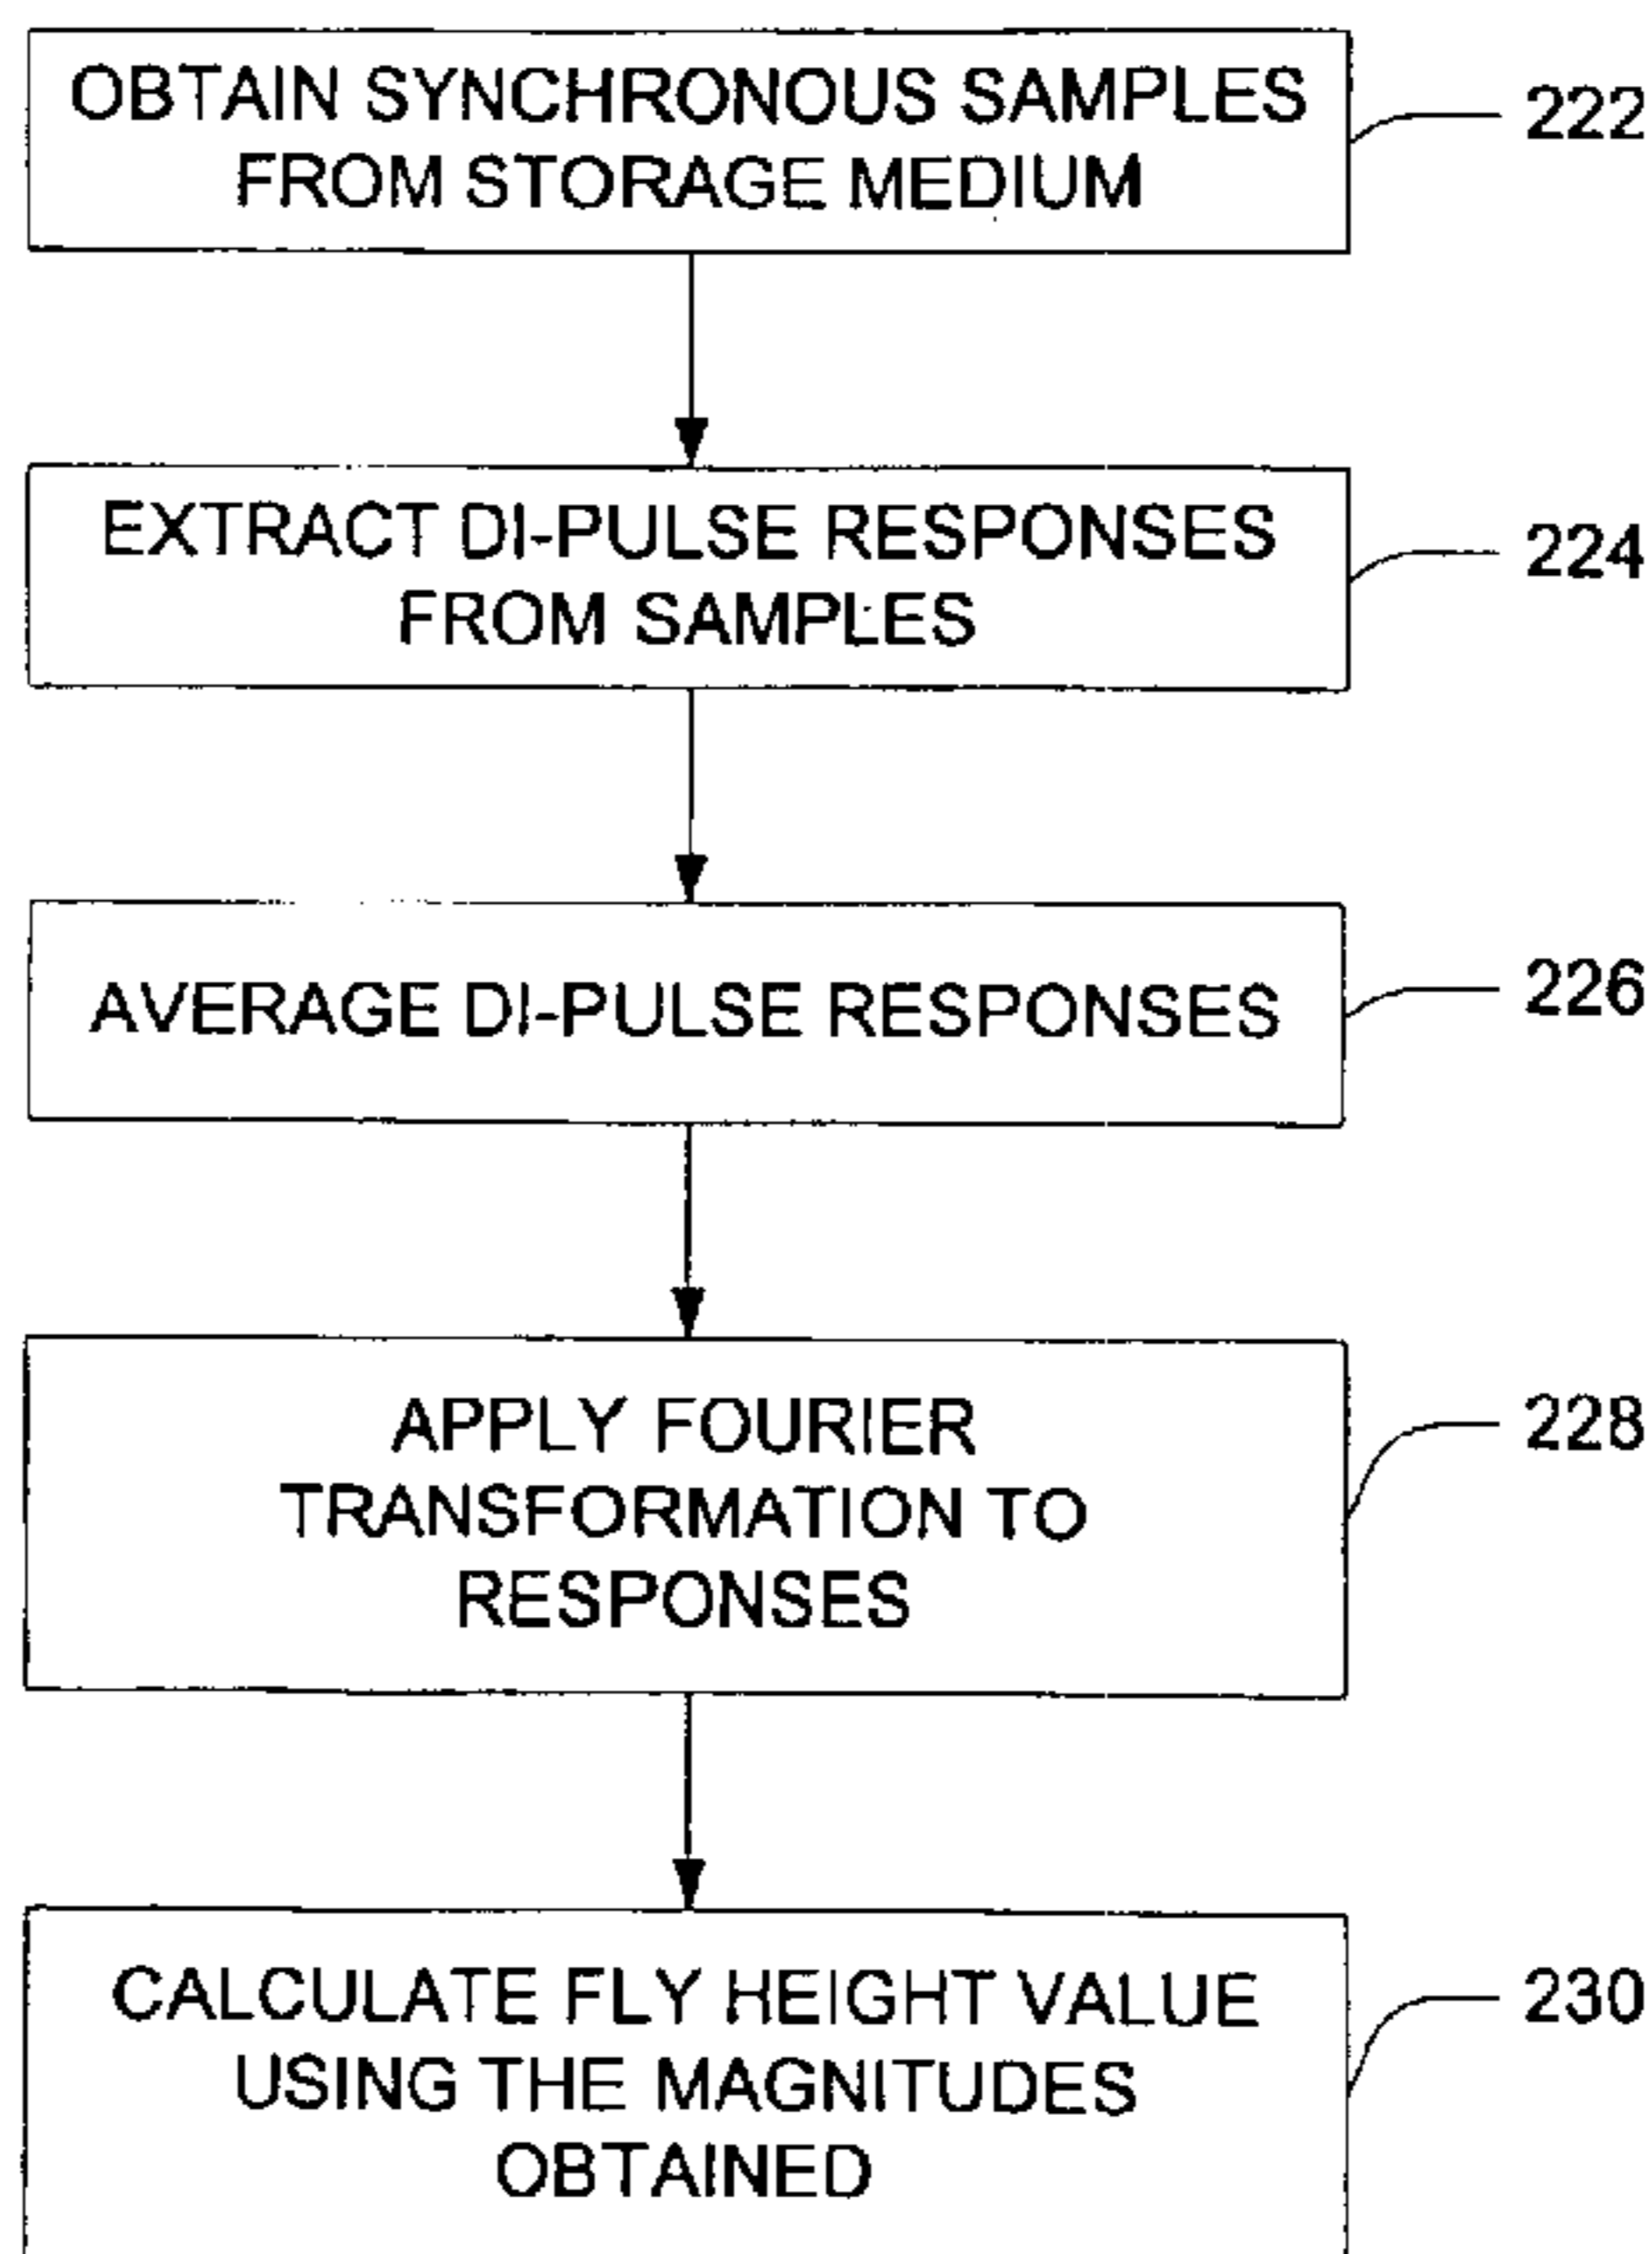 OBTAIN SYNCHRONOUS SAMPLES
FROM STORAGE MEDIUM
222
EXTRACT DI-PULSE RESPONSES
FROM SAMPLES
224
AVERAGE DI-PULSE RESPONSES
226
APPLY FOURIER
TRANSFORMATION TO
RESPONSES
228
CALCULATE FLY HEIGHT VALUE
USING THE MAGNITUDES
OBTAINED
230